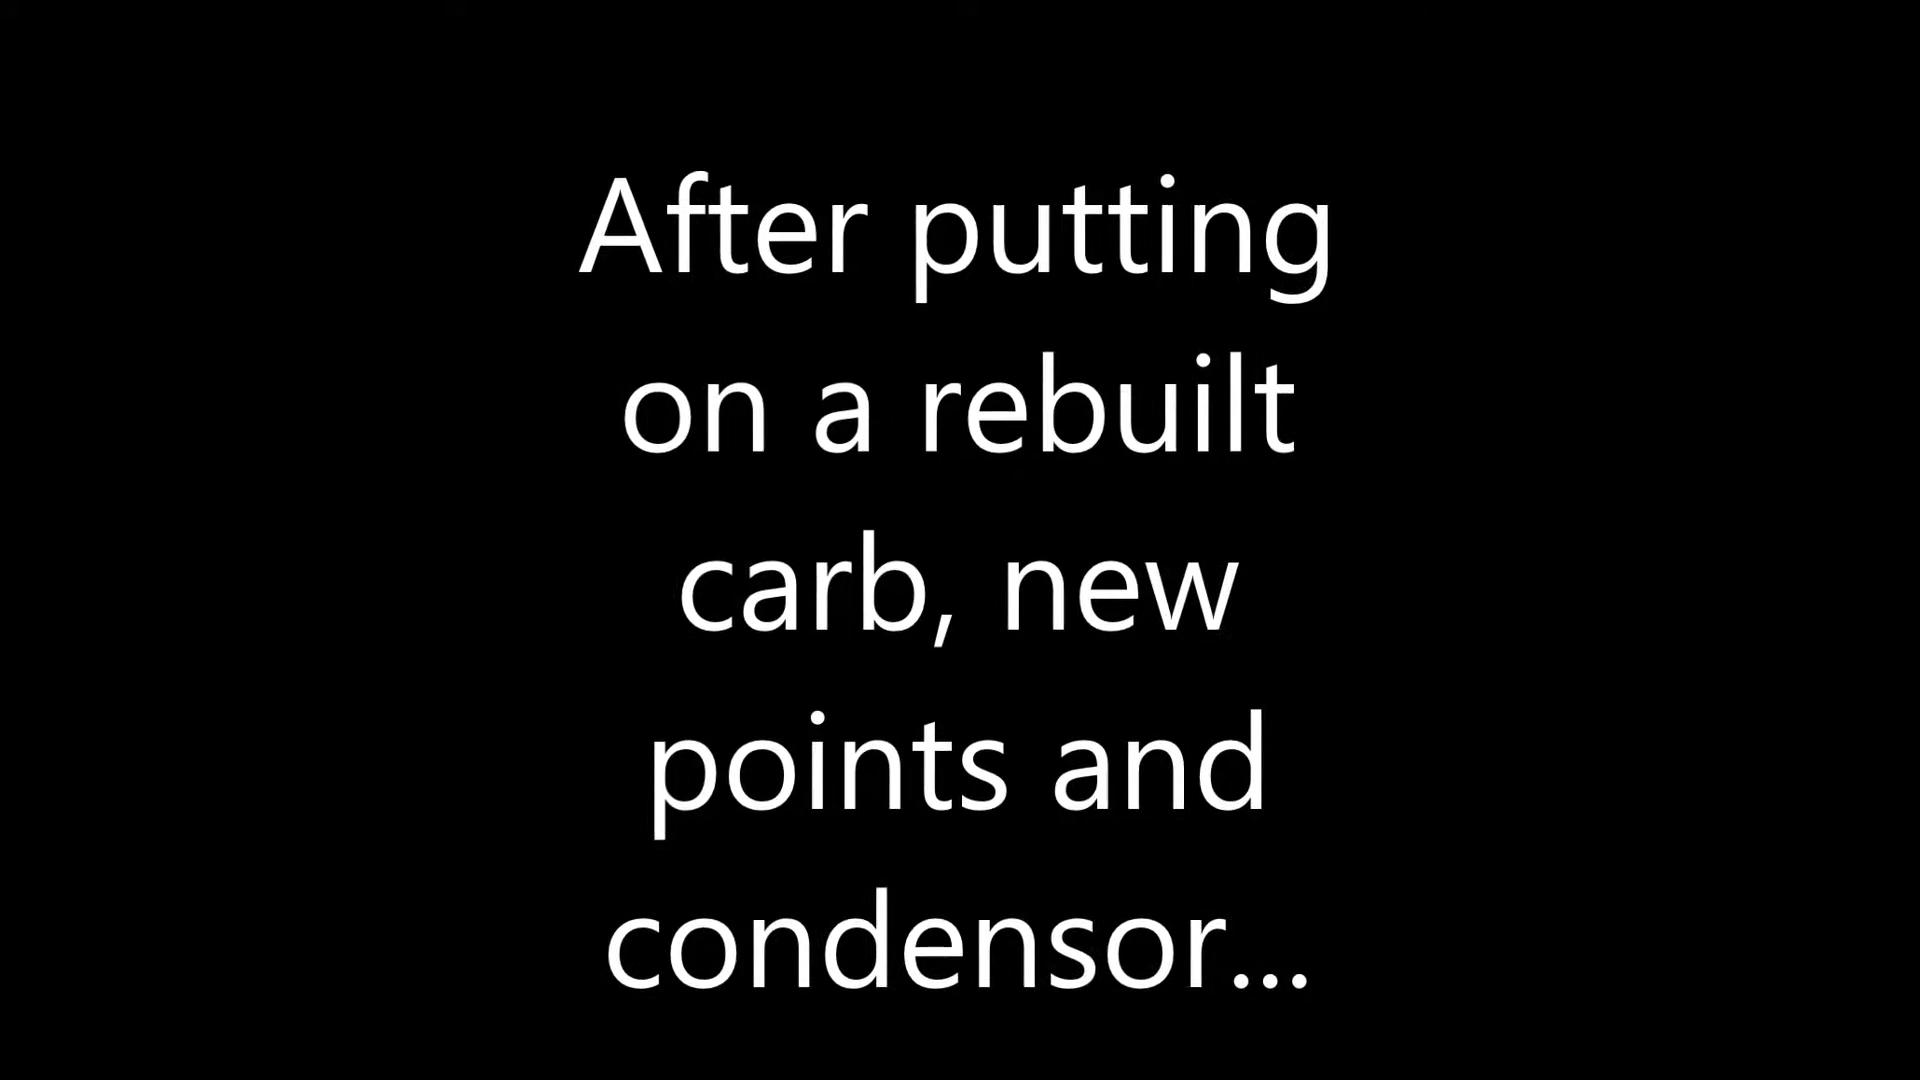 After putting
on a rebuilt
carb, new
points and
condensor...